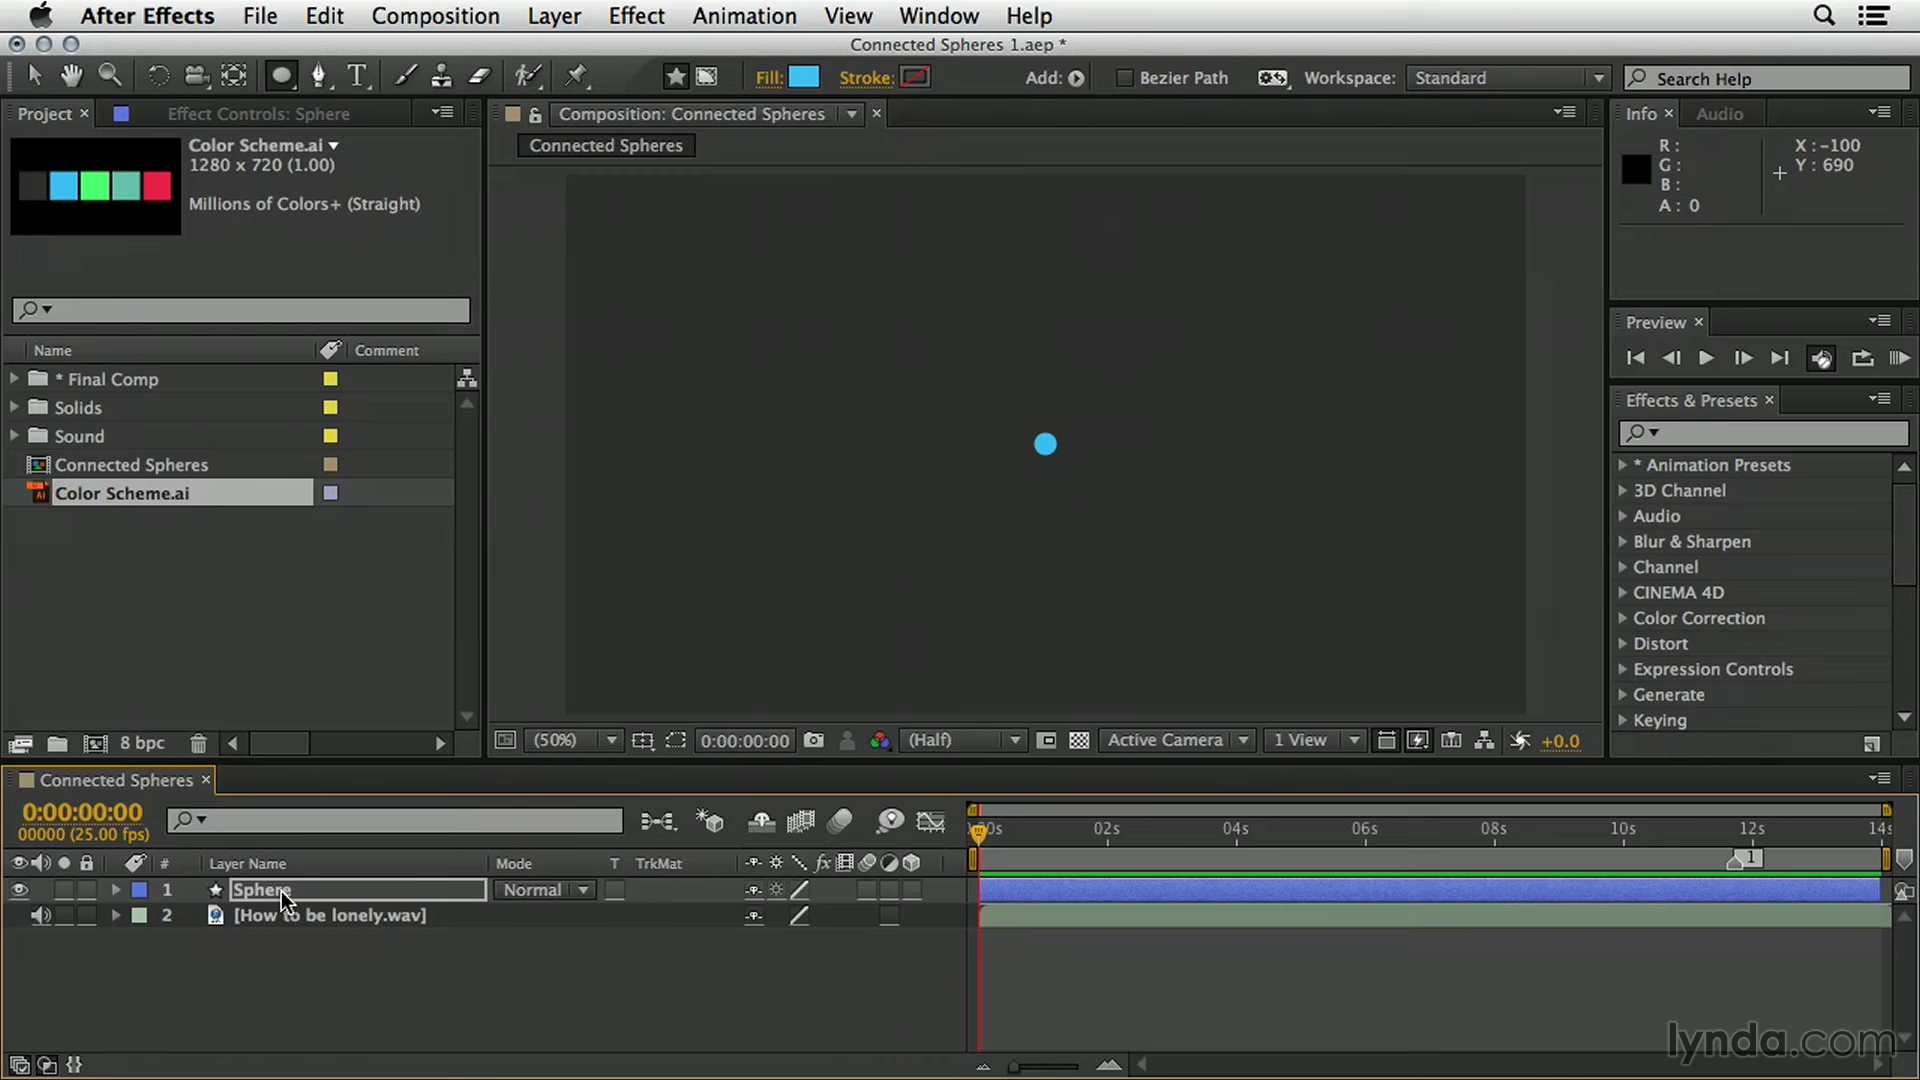 After Effects File Edit Composition Layer Effect Animation View Window Help
Connected Spheres 1.aep *
Fill: Stroke: Add: Bezier Path Workspace: Standard Search Help
Project × Effect Controls: Sphere
Composition: Connected Spheres ×
Info × Audio
Color Scheme.ai
1280 x 720 (1.00)
Millions of Colors+ (Straight)
Connected Spheres
R :
G :
B :
A : 0
X : -100
Y : 690
Name Comment
* Final Comp
Solids
Sound
Connected Spheres
Color Scheme.ai
Ai
Preview ×
Effects & Presets ×
* Animation Presets
3D Channel
Audio
Blur & Sharpen
Channel
CINEMA 4D
Color Correction
Distort
Expression Controls
Generate
Keying
8 bpc
(50%) 0:00:00:00 (Half) Active Camera 1 View +0.0
Connected Spheres ×
0:00:00:00
00000 (25.00 fps)
00s 02s 04s 06s 08s 10s 12s 14s
# Layer Name Mode T TrkMat fx
1
1 Sphere Normal
2 [How to be lonely.wav]
lynda.com